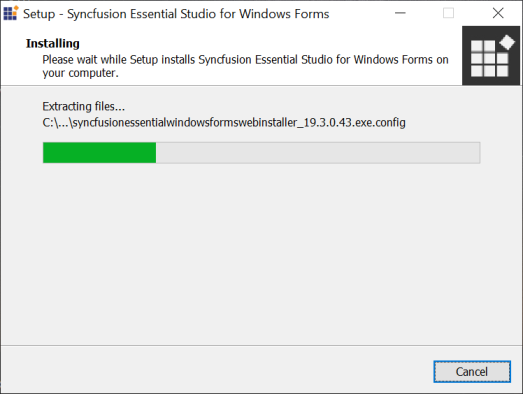 Setup - Syncfusion Essential Studio for Windows Forms
Installing
Please wait while Setup installs Syncfusion Essential Studio for Windows Forms on
your computer.
Extracting files...
C:\...\syncfusionessentialwindowsformswebinstaller_19.3.0.43.exe.config
Cancel